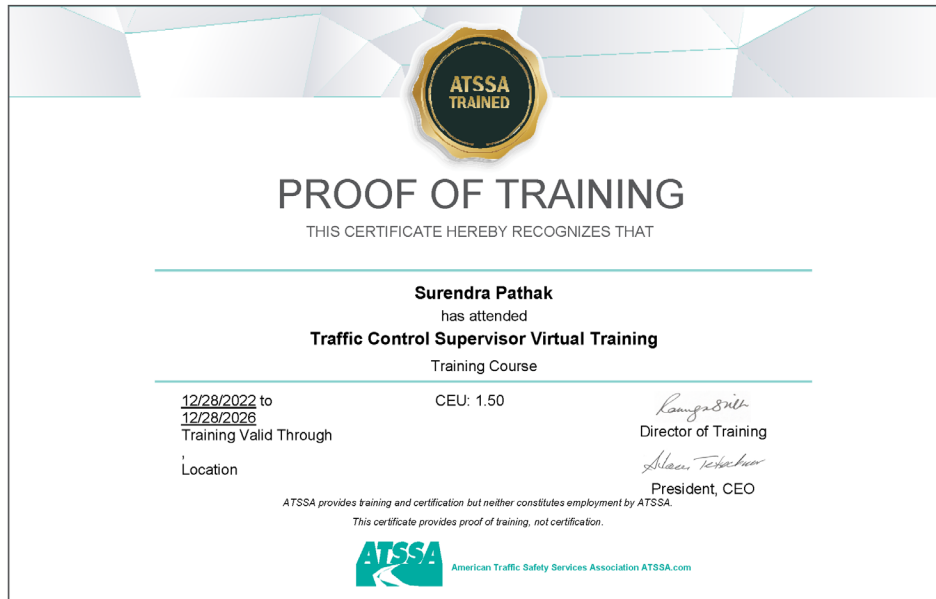 ATSSA
TRAINED
PROOF OF TRAINING
THIS CERTIFICATE HEREBY RECOGNIZES THAT
Surendra Pathak
has attended
Traffic Control Supervisor Virtual Training
Training Course
12/28/2022 to
12/28/2026
Training Valid Through
,
Location
CEU: 1.50
Director of Training
President, CEO
ATSSA provides training and certification but neither constitutes employment by ATSSA.
This certificate provides proof of training, not certification.
ATSSA
American Traffic Safety Services Association ATSSA.com